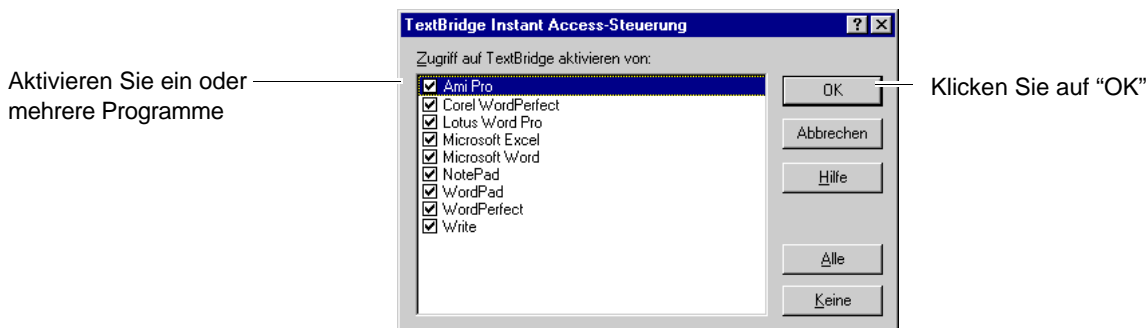 TextBridge Instant Access-Steuerung
Zugriff auf TextBridge aktivieren von:
Aktivieren Sie ein oder
mehrere Programme
Ami Pro
Corel WordPerfect
Lotus Word Pro
Microsoft Excel
Microsoft Word
NotePad
WordPad
WordPerfect
Write
OK
Abbrechen
Hilfe
Alle
Keine
Klicken Sie auf “OK”